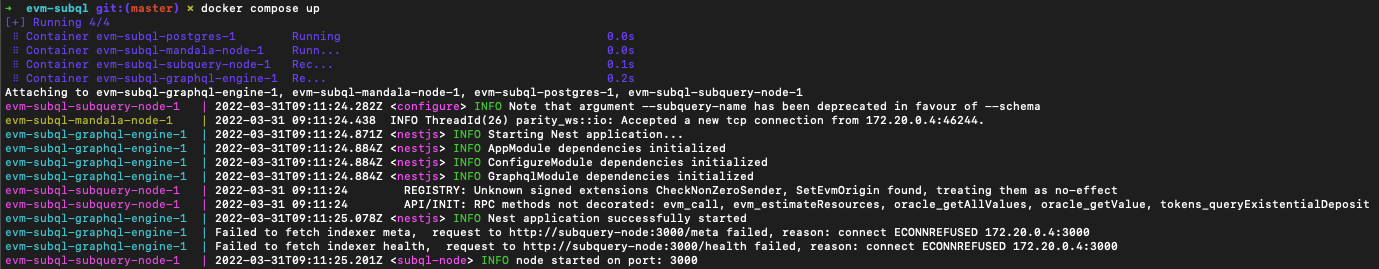 → evm-subql git:(master) × docker compose up
[+] Running 4/4
⠿ Container evm-subql-postgres-1 Running 0.0s
⠿ Container evm-subql-mandala-node-1 Runn... 0.0s
⠿ Container evm-subql-subquery-node-1 Rec... 0.1s
⠿ Container evm-subql-graphql-engine-1 Re... 0.2s
Attaching to evm-subql-graphql-engine-1, evm-subql-mandala-node-1, evm-subql-postgres-1, evm-subql-subquery-node-1
evm-subql-subquery-node-1 | 2022-03-31T09:11:24.282Z <configure> INFO Note that argument --subquery-name has been deprecated in favour of --schema
evm-subql-mandala-node-1 | 2022-03-31 09:11:24.438 INFO ThreadId(26) parity_ws::io: Accepted a new tcp connection from 172.20.0.4:46244.
evm-subql-graphql-engine-1 | 2022-03-31T09:11:24.871Z <nestjs> INFO Starting Nest application...
evm-subql-graphql-engine-1 | 2022-03-31T09:11:24.884Z <nestjs> INFO AppModule dependencies initialized
evm-subql-graphql-engine-1 | 2022-03-31T09:11:24.884Z <nestjs> INFO ConfigureModule dependencies initialized
evm-subql-graphql-engine-1 | 2022-03-31T09:11:24.884Z <nestjs> INFO GraphqlModule dependencies initialized
evm-subql-subquery-node-1 | 2022-03-31 09:11:24 REGISTRY: Unknown signed extensions CheckNonZeroSender, SetEvmOrigin found, treating them as no-effect
evm-subql-subquery-node-1 | 2022-03-31 09:11:24 API/INIT: RPC methods not decorated: evm_call, evm_estimateResources, oracle_getAllValues, oracle_getValue, tokens_queryExistentialDeposit
evm-subql-graphql-engine-1 | 2022-03-31T09:11:25.078Z <nestjs> INFO Nest application successfully started
evm-subql-graphql-engine-1 | Failed to fetch indexer meta, request to http://subquery-node:3000/meta failed, reason: connect ECONNREFUSED 172.20.0.4:3000
evm-subql-graphql-engine-1 | Failed to fetch indexer health, request to http://subquery-node:3000/health failed, reason: connect ECONNREFUSED 172.20.0.4:3000
evm-subql-subquery-node-1 | 2022-03-31T09:11:25.201Z <subql-node> INFO node started on port: 3000